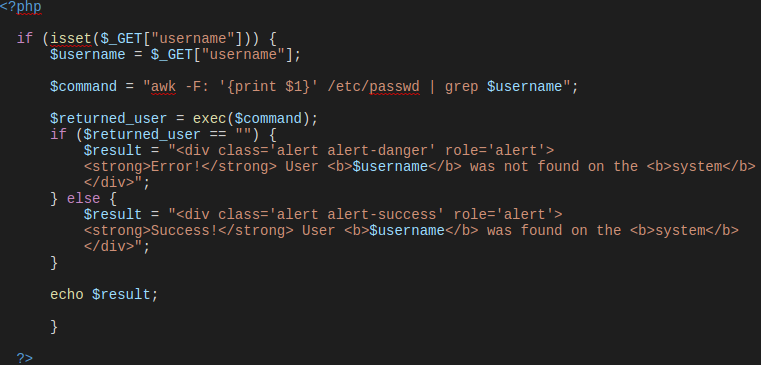 <?php
if (isset($_GET["username"])) {
$username = $_GET["username"];
$command = "awk -F: '{print $1}' /etc/passwd | grep $username";
$returned_user = exec($command);
if ($returned_user == "") {
$result = "<div class='alert alert-danger' role='alert'>
<strong>Error!</strong> User <b>$username</b> was not found on the <b>system</b>
</div>";
} else {
$result = "<div class='alert alert-success' role='alert'>
<strong>Success!</strong> User <b>$username</b> was found on the <b>system</b>
</div>";
}
echo $result;
}
?>